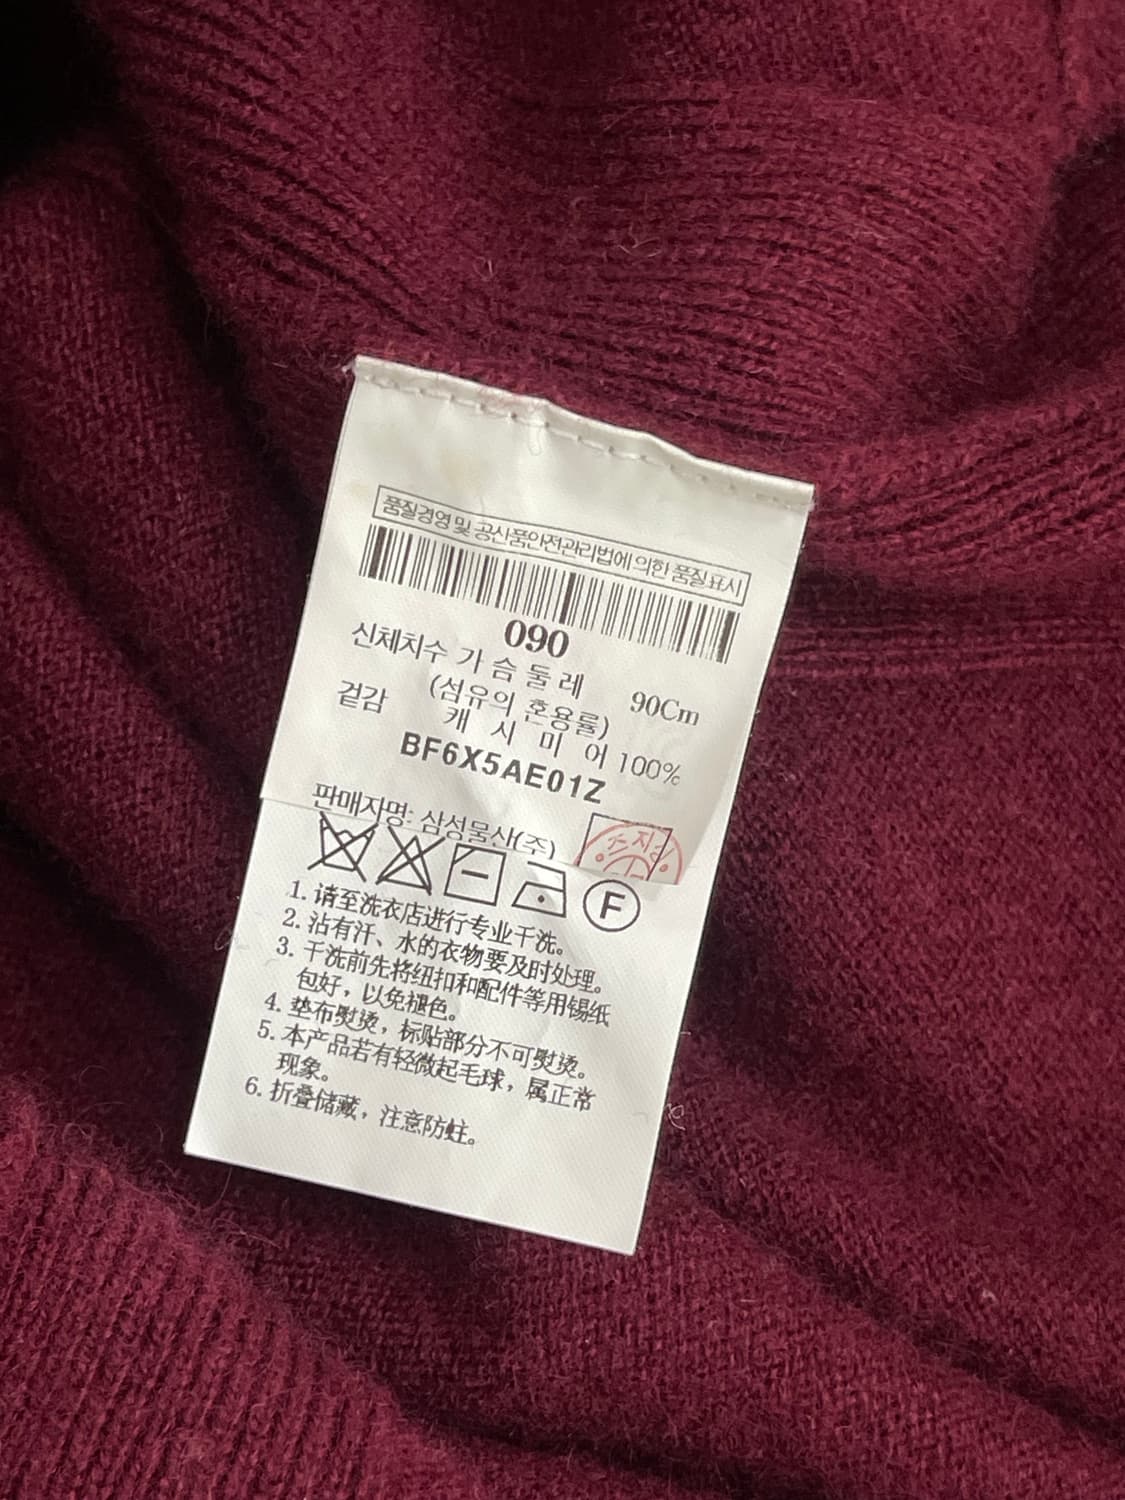 품질경영 및 공산품안전관리법에 의한 품질표시
090
신체치수 가 슴 둘 레 90Cm
(섬유의 혼용률)
겉감 캐 시 미 어 100%
BF6X5AE01Z
판매자명: 삼성물산(주)
F
1. 请至洗衣店进行专业干洗。
2. 沾有汗、水的衣物要及时处理。
3. 干洗前先将纽扣和配件等用锡纸
包好，以免褪色。
4. 垫布熨烫，标贴部分不可熨烫。
5. 本产品若有轻微起毛球，属正常
现象。
6. 折叠储藏，注意防蛀。